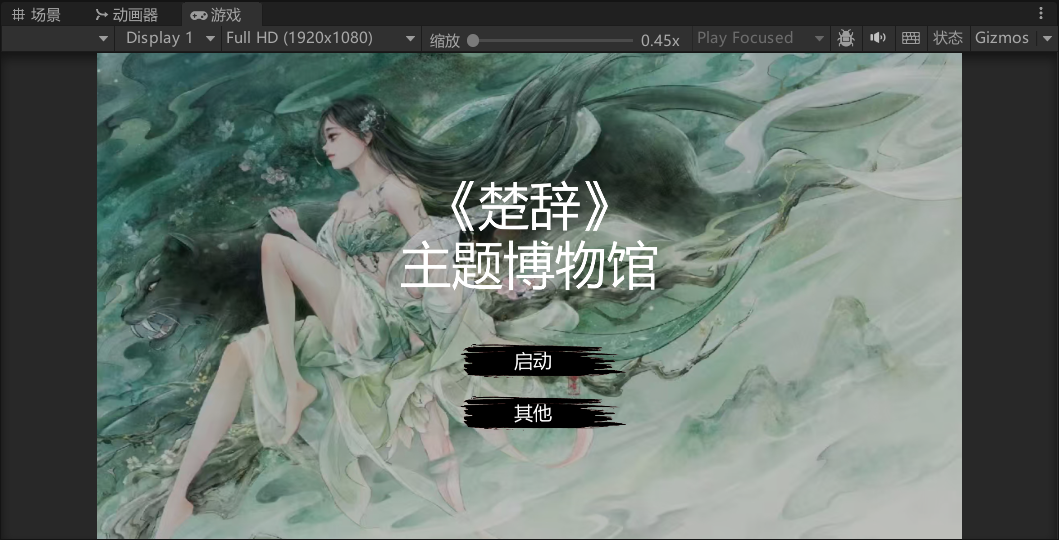 场景 动画器 游戏
Display 1 Full HD (1920x1080) 缩放 0.45x Play Focused 状态 Gizmos
《楚辞》
主题博物馆
启动
其他